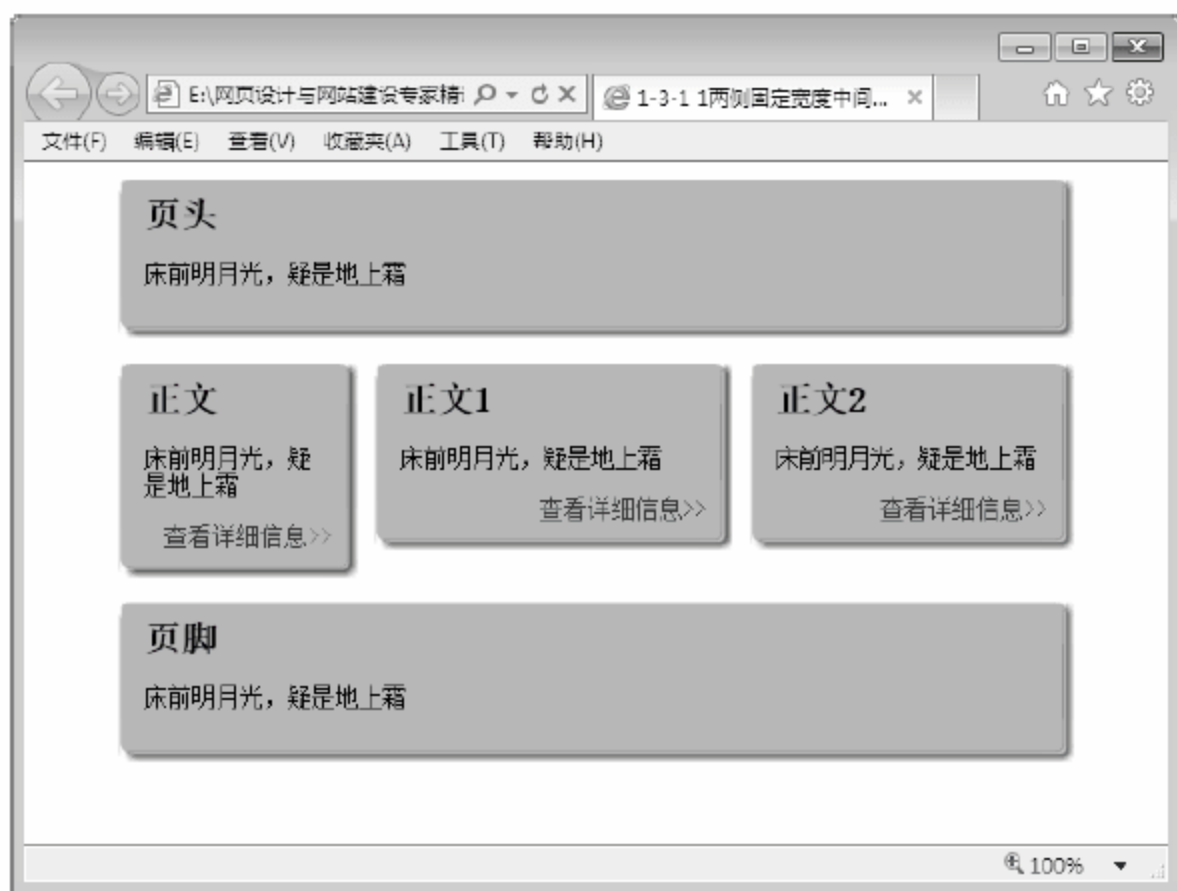 E:\网页设计与网站建设专家精
1-3-1 1两侧固定宽度中间...
文件(F) 编辑(E) 查看(V) 收藏夹(A) 工具(T) 帮助(H)
页头
床前明月光，疑是地上霜
正文
床前明月光，疑
是地上霜
查看详细信息>>
正文1
床前明月光，疑是地上霜
查看详细信息>>
正文2
床前明月光，疑是地上霜
查看详细信息>>
页脚
床前明月光，疑是地上霜
100%